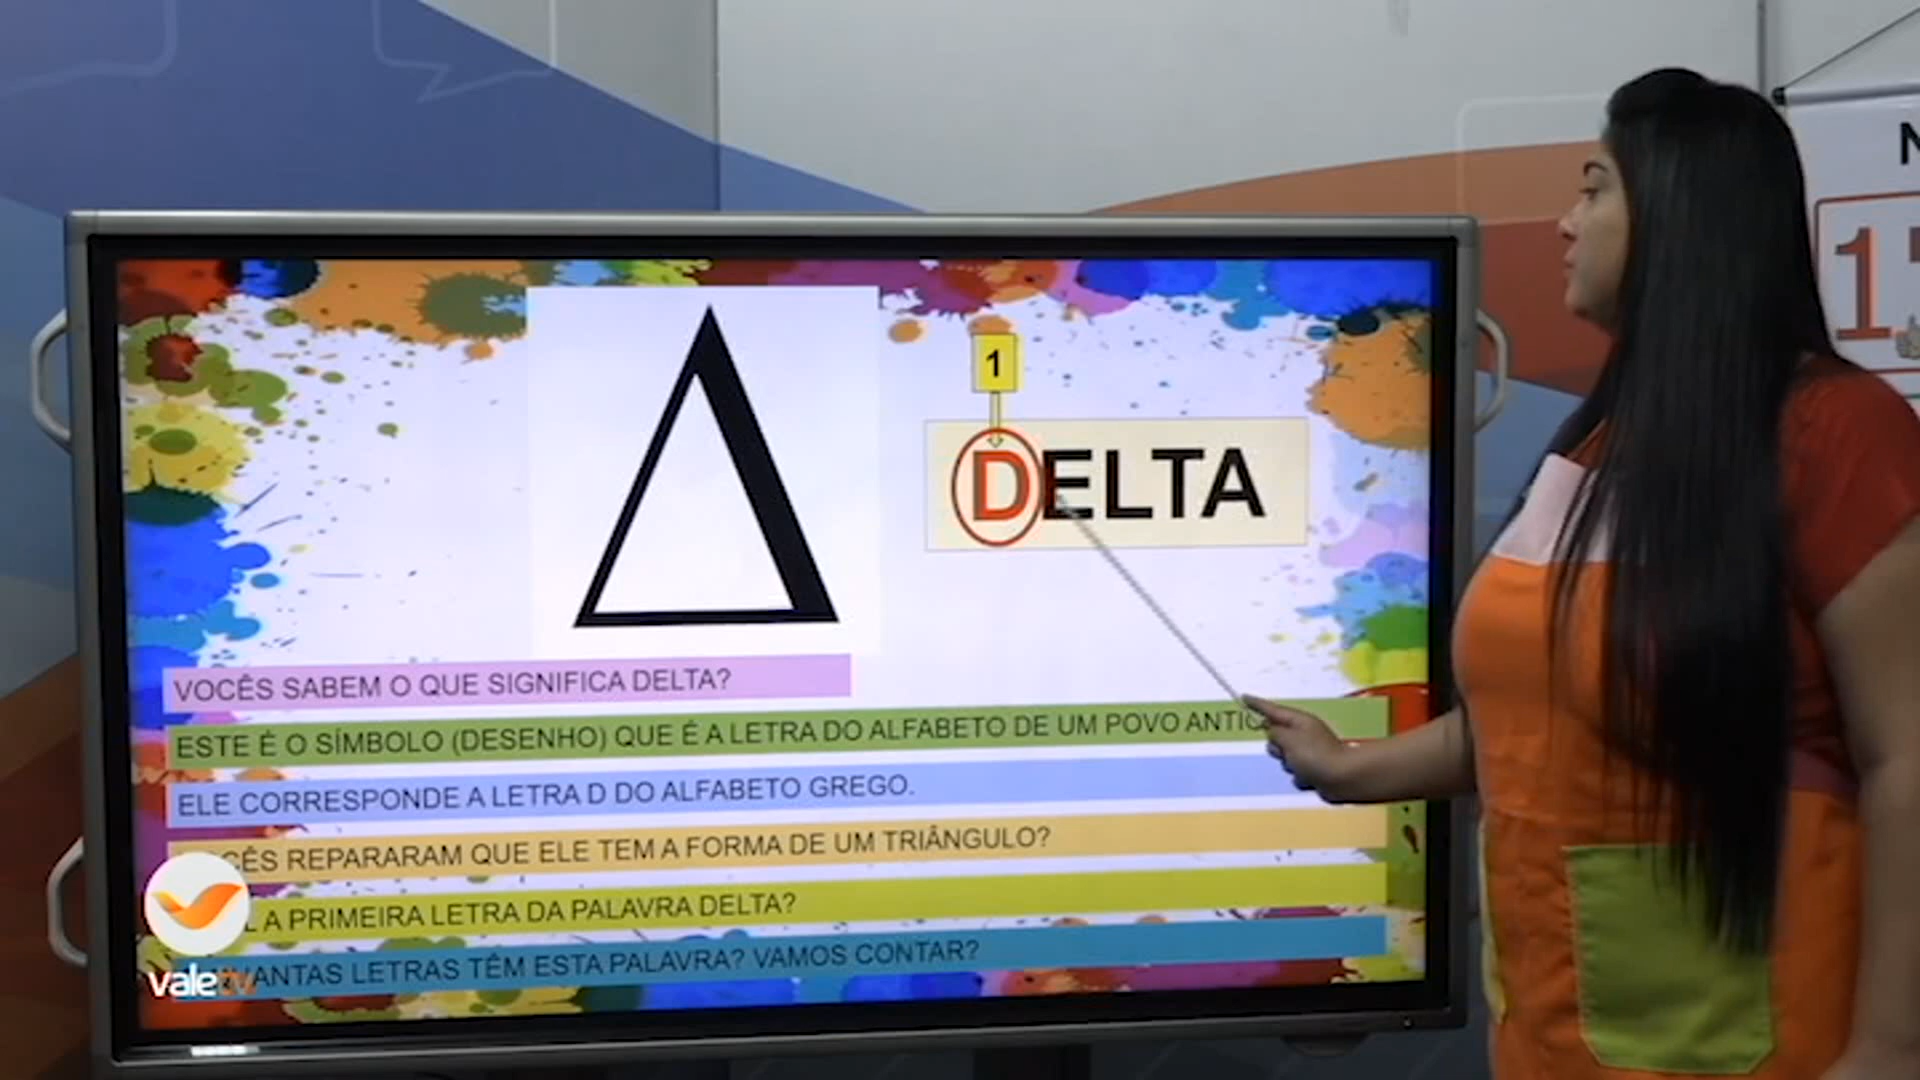 Δ
1
DELTA
VOCÊS SABEM O QUE SIGNIFICA DELTA?
ESTE É O SÍMBOLO (DESENHO) QUE É A LETRA DO ALFABETO DE UM POVO
ELE CORRESPONDE A LETRA D DO ALFABETO GREGO.
REPARARAM QUE ELE TEM A FORMA DE UM TRIÂNGULO?
A PRIMEIRA LETRA DA PALAVRA DELTA?
LETRAS TÊM ESTA PALAVRA? VAMOS CONTAR?
valetv
N